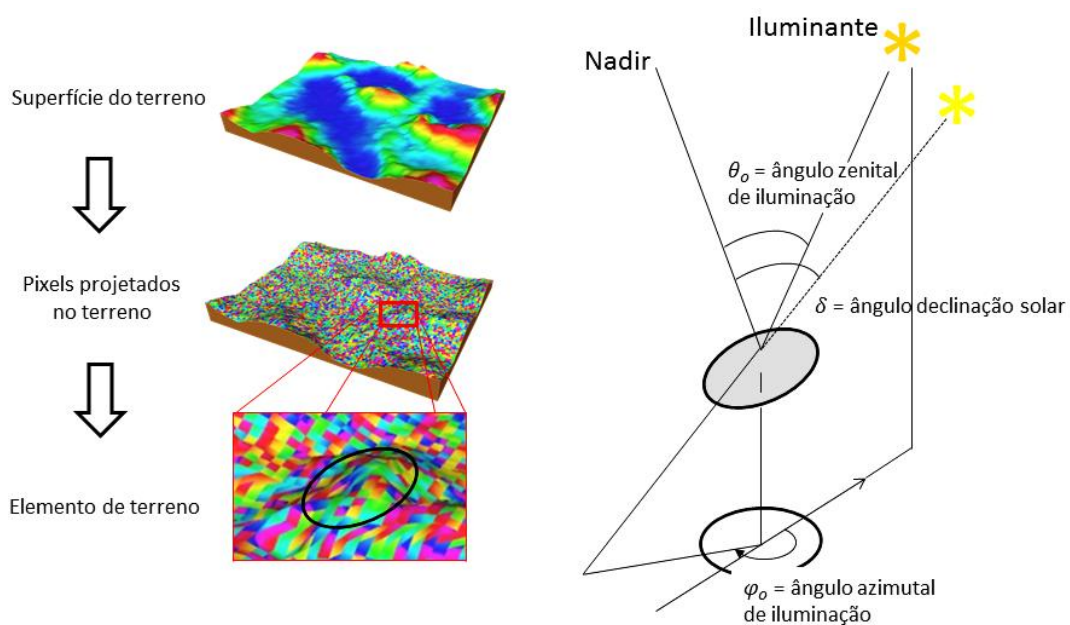 Superfície do terreno
Pixels projetados
no terreno
Elemento de terreno
Iluminante
Nadir
θo = ângulo zenital
de iluminação
δ = ângulo declinação solar
φo = ângulo azimutal
de iluminação